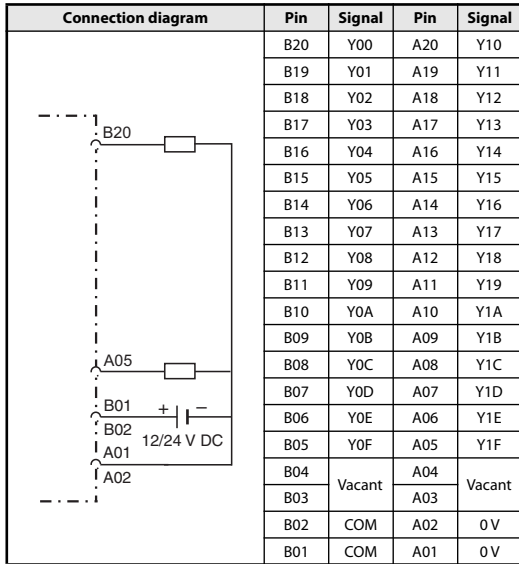 Connection diagram Pin Signal Pin Signal
B20 Y00 A20 Y10
B19 Y01 A19 Y11
B18 Y02 A18 Y12
B17 Y03 A17 Y13
B16 Y04 A16 Y14
B15 Y05 A15 Y15
B14 Y06 A14 Y16
B13 Y07 A13 Y17
B12 Y08 A12 Y18
B11 Y09 A11 Y19
B10 Y0A A10 Y1A
B09 Y0B A09 Y1B
B08 Y0C A08 Y1C
B07 Y0D A07 Y1D
B06 Y0E A06 Y1E
B05 Y0F A05 Y1F
B04 Vacant A04 Vacant
B03 A03
B02 COM A02 0 V
B01 COM A01 0 V
B20
A05
B01 + –
B02 12/24 V DC
A01
A02